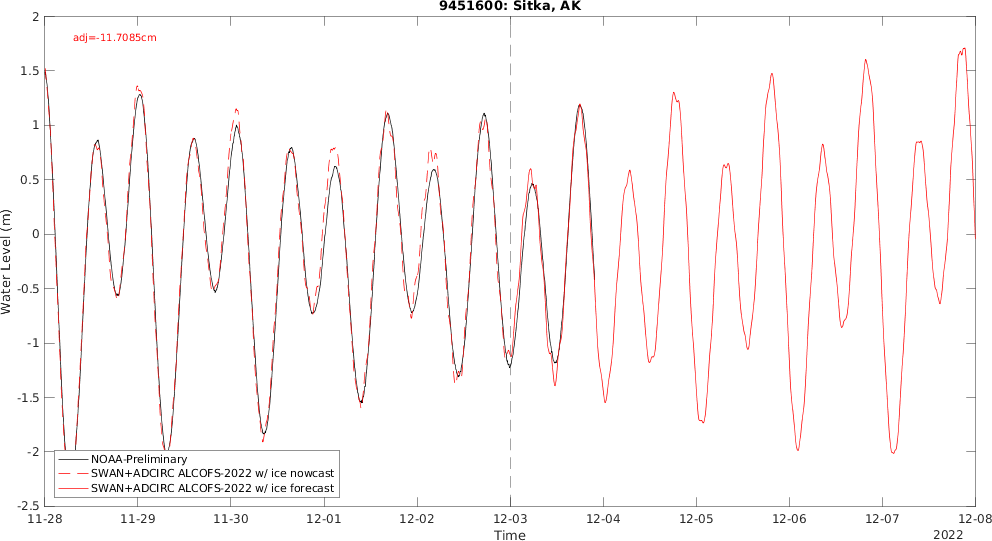 9451600: Sitka, AK
adj=-11.7085cm
2
1.5
1
0.5
0
-0.5
-1
-1.5
-2
-2.5
Water Level (m)
NOAA-Preliminary
SWAN+ADCIRC ALCOFS-2022 w/ ice nowcast
SWAN+ADCIRC ALCOFS-2022 w/ ice forecast
11-28 11-29 11-30 12-01 12-02 12-03 12-04 12-05 12-06 12-07 12-08
Time
2022